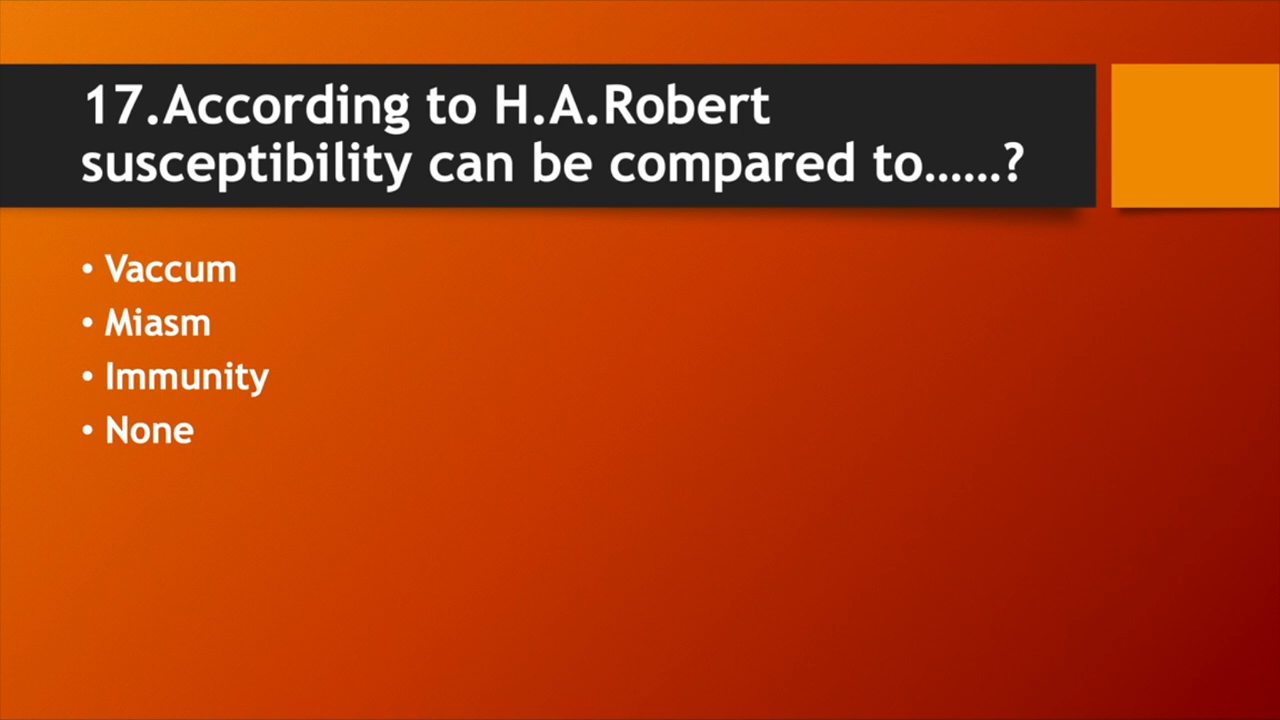 17.According to H.A.Robert
susceptibility can be compared to……?
• Vaccum
• Miasm
• Immunity
• None